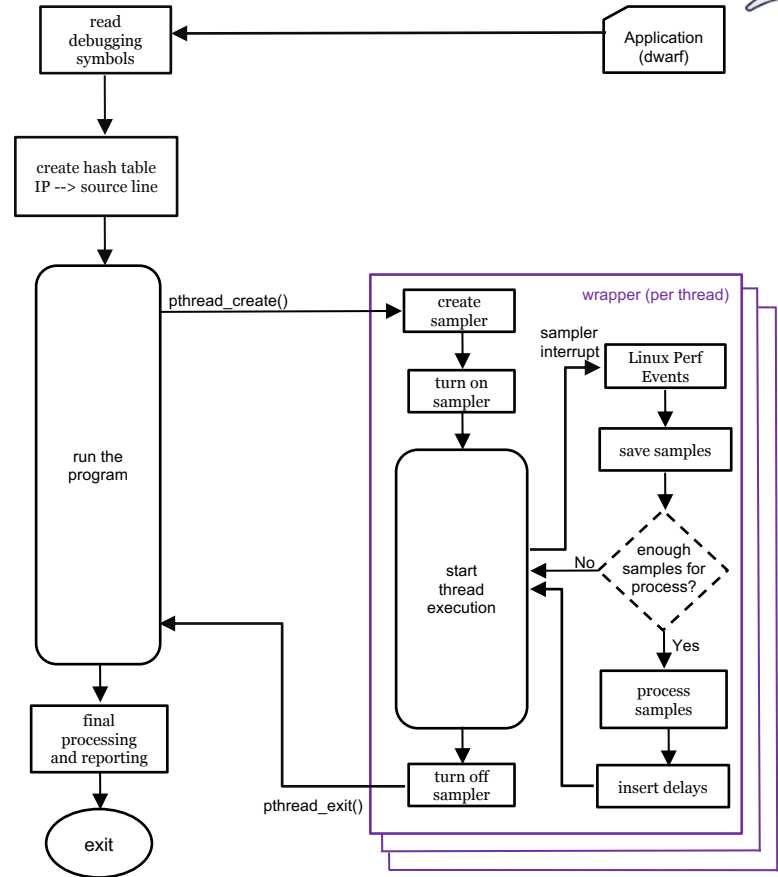 read
debugging
symbols
Application
(dwarf)
create hash table
IP --> source line
run the
program
pthread_create()
wrapper (per thread)
create
sampler
turn on
sampler
sampler
interrupt
Linux Perf
Events
save samples
enough
samples for
process?
No
Yes
start
thread
execution
process
samples
insert delays
turn off
sampler
pthread_exit()
final
processing
and reporting
exit